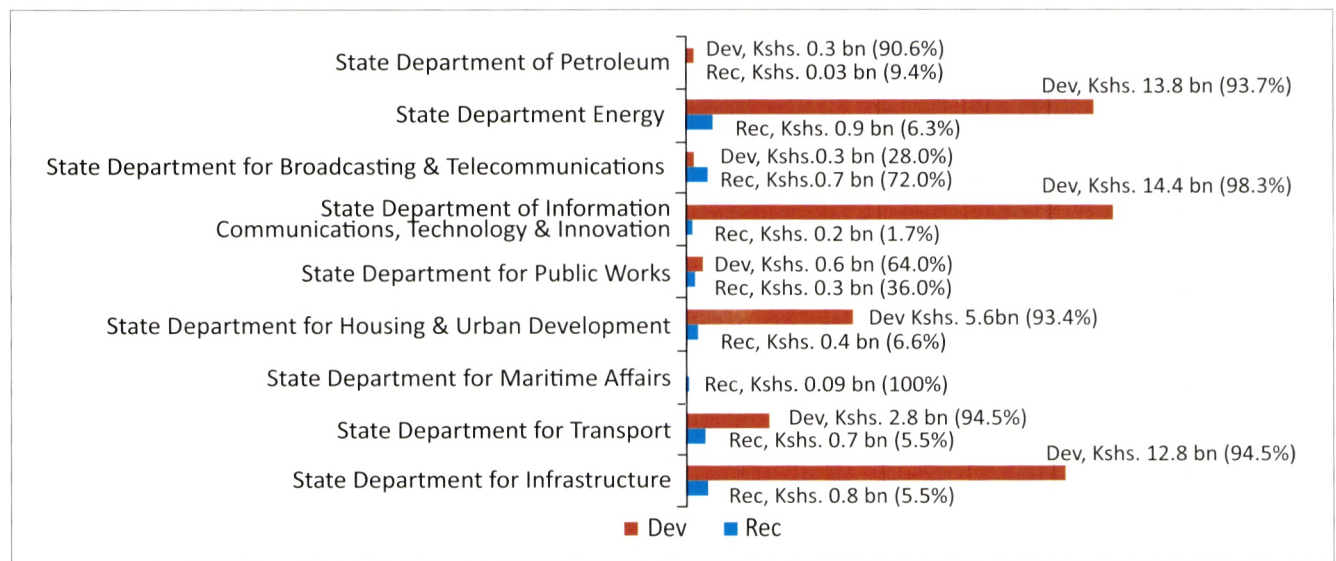 State Department of Petroleum
Dev, Kshs. 0.3 bn (90.6%)
Rec, Kshs. 0.03 bn (9.4%)
Dev, Kshs. 13.8 bn (93.7%)
State Department Energy
Rec, Kshs. 0.9 bn (6.3%)
State Department for Broadcasting & Telecommunications
Dev, Kshs.0.3 bn (28.0%)
Rec, Kshs.0.7 bn (72.0%)
Dev, Kshs. 14.4 bn (98.3%)
State Department of Information
Communications, Technology & Innovation
Rec, Kshs. 0.2 bn (1.7%)
State Department for Public Works
Dev, Kshs. 0.6 bn (64.0%)
Rec, Kshs. 0.3 bn (36.0%)
State Department for Housing & Urban Development
Dev Kshs. 5.6bn (93.4%)
Rec, Kshs. 0.4 bn (6.6%)
State Department for Maritime Affairs
Rec, Kshs. 0.09 bn (100%)
State Department for Transport
Dev, Kshs. 2.8 bn (94.5%)
Rec, Kshs. 0.7 bn (5.5%)
Dev, Kshs. 12.8 bn (94.5%)
State Department for Infrastructure
Rec, Kshs. 0.8 bn (5.5%)
Dev
Rec